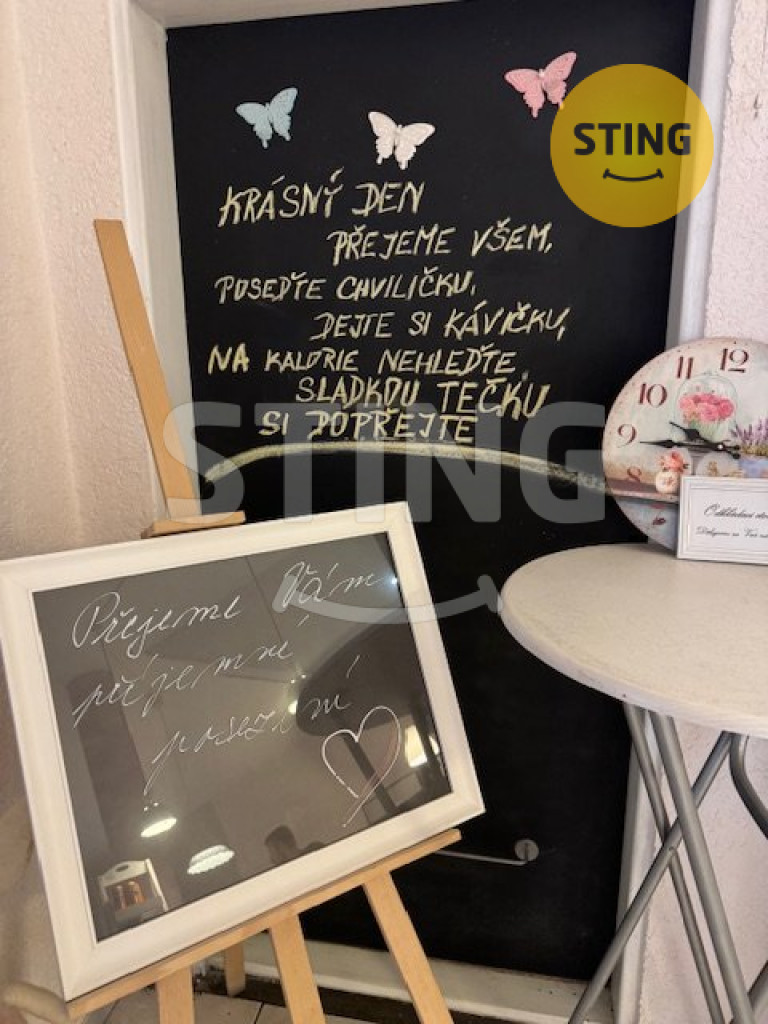 STING
KRÁSNÝ DEN
PŘEJEME VŠEM,
POSEĎTE CHVILIČKU,
DEJTE SI KÁVIČKU,
NA KALORIE NEHLEĎTE,
SLADKOU TEČKU
SI DOPŘEJTE
STING
12
11
10
9
8
Přejeme Vám
příjemné
posezení